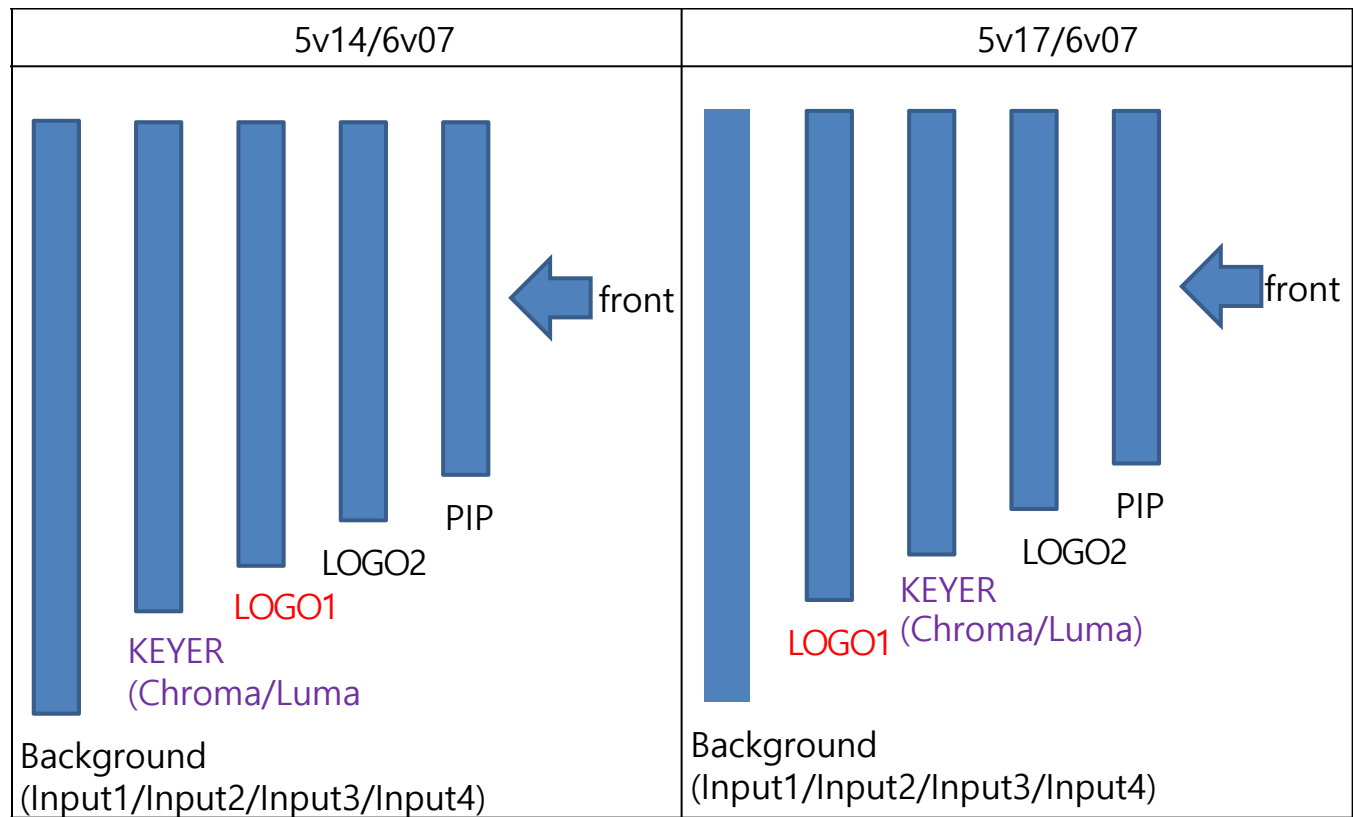 5v14/6v07
5v17/6v07
front
PIP
LOGO2
LOGO1
KEYER
(Chroma/Luma
Background
(Input1/Input2/Input3/Input4)
front
PIP
LOGO2
KEYER
(Chroma/Luma)
LOGO1
Background
(Input1/Input2/Input3/Input4)